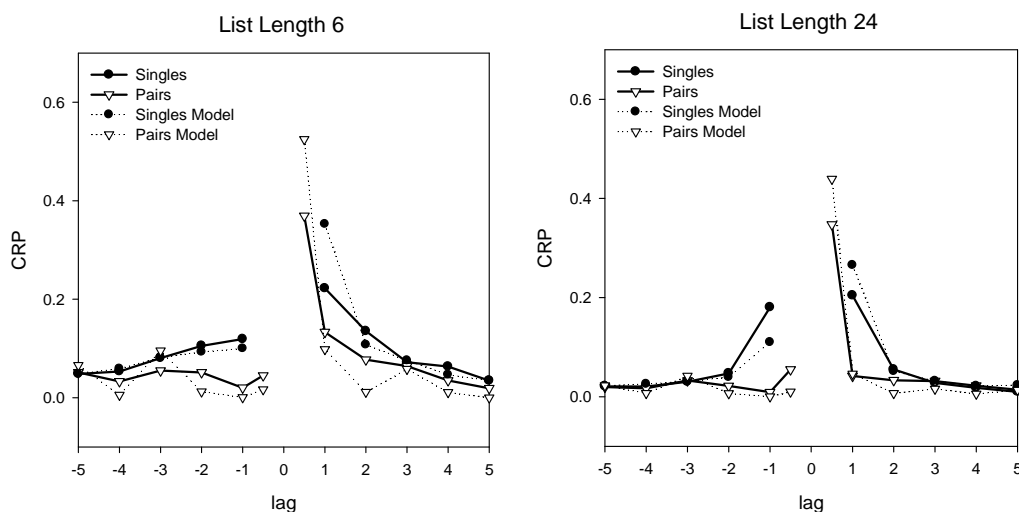 List Length 6
Singles
Pairs
Singles Model
Pairs Model
0.6
0.4
0.2
0.0
CRP
-5 -4 -3 -2 -1 0 1 2 3 4 5
lag
List Length 24
Singles
Pairs
Singles Model
Pairs Model
0.6
0.4
0.2
0.0
CRP
-5 -4 -3 -2 -1 0 1 2 3 4 5
lag